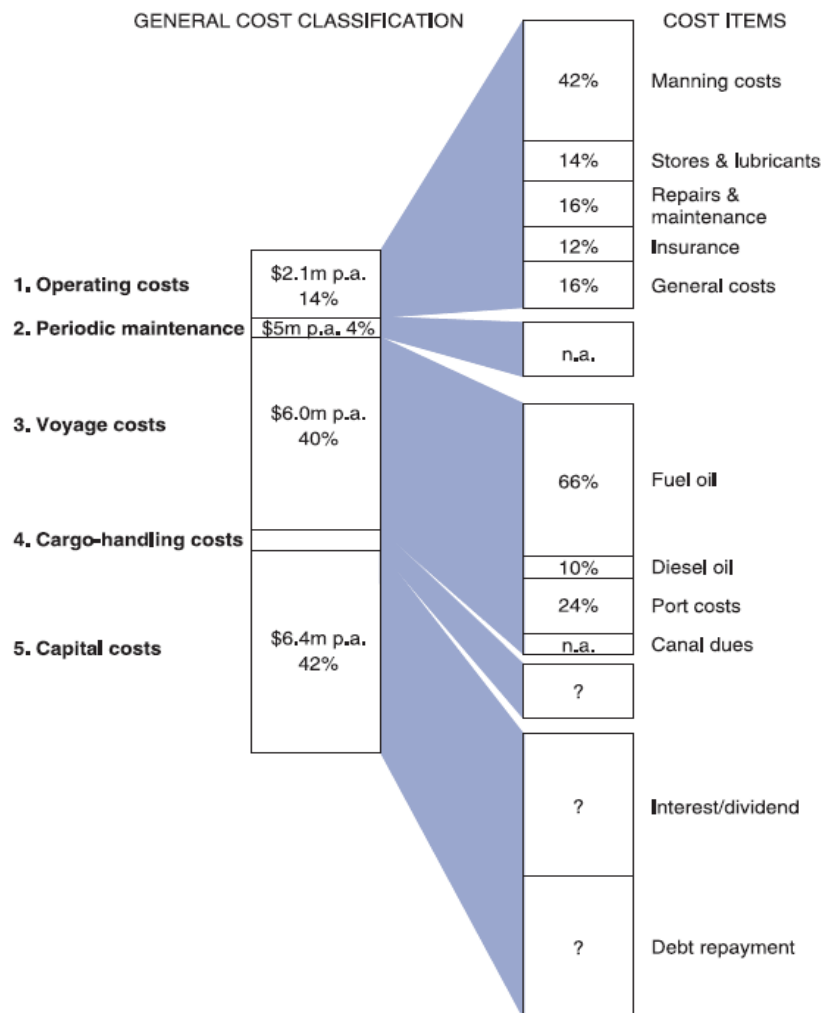 GENERAL COST CLASSIFICATION
COST ITEMS
42%
Manning costs
14%
Stores & lubricants
16%
Repairs &
maintenance
12%
Insurance
16%
General costs
1. Operating costs
$2.1m p.a.
14%
2. Periodic maintenance
$5m p.a. 4%
n.a.
3. Voyage costs
$6.0m p.a.
40%
66%
Fuel oil
10%
Diesel oil
24%
Port costs
n.a.
Canal dues
4. Cargo-handling costs
?
5. Capital costs
$6.4m p.a.
42%
?
Interest/dividend
?
Debt repayment